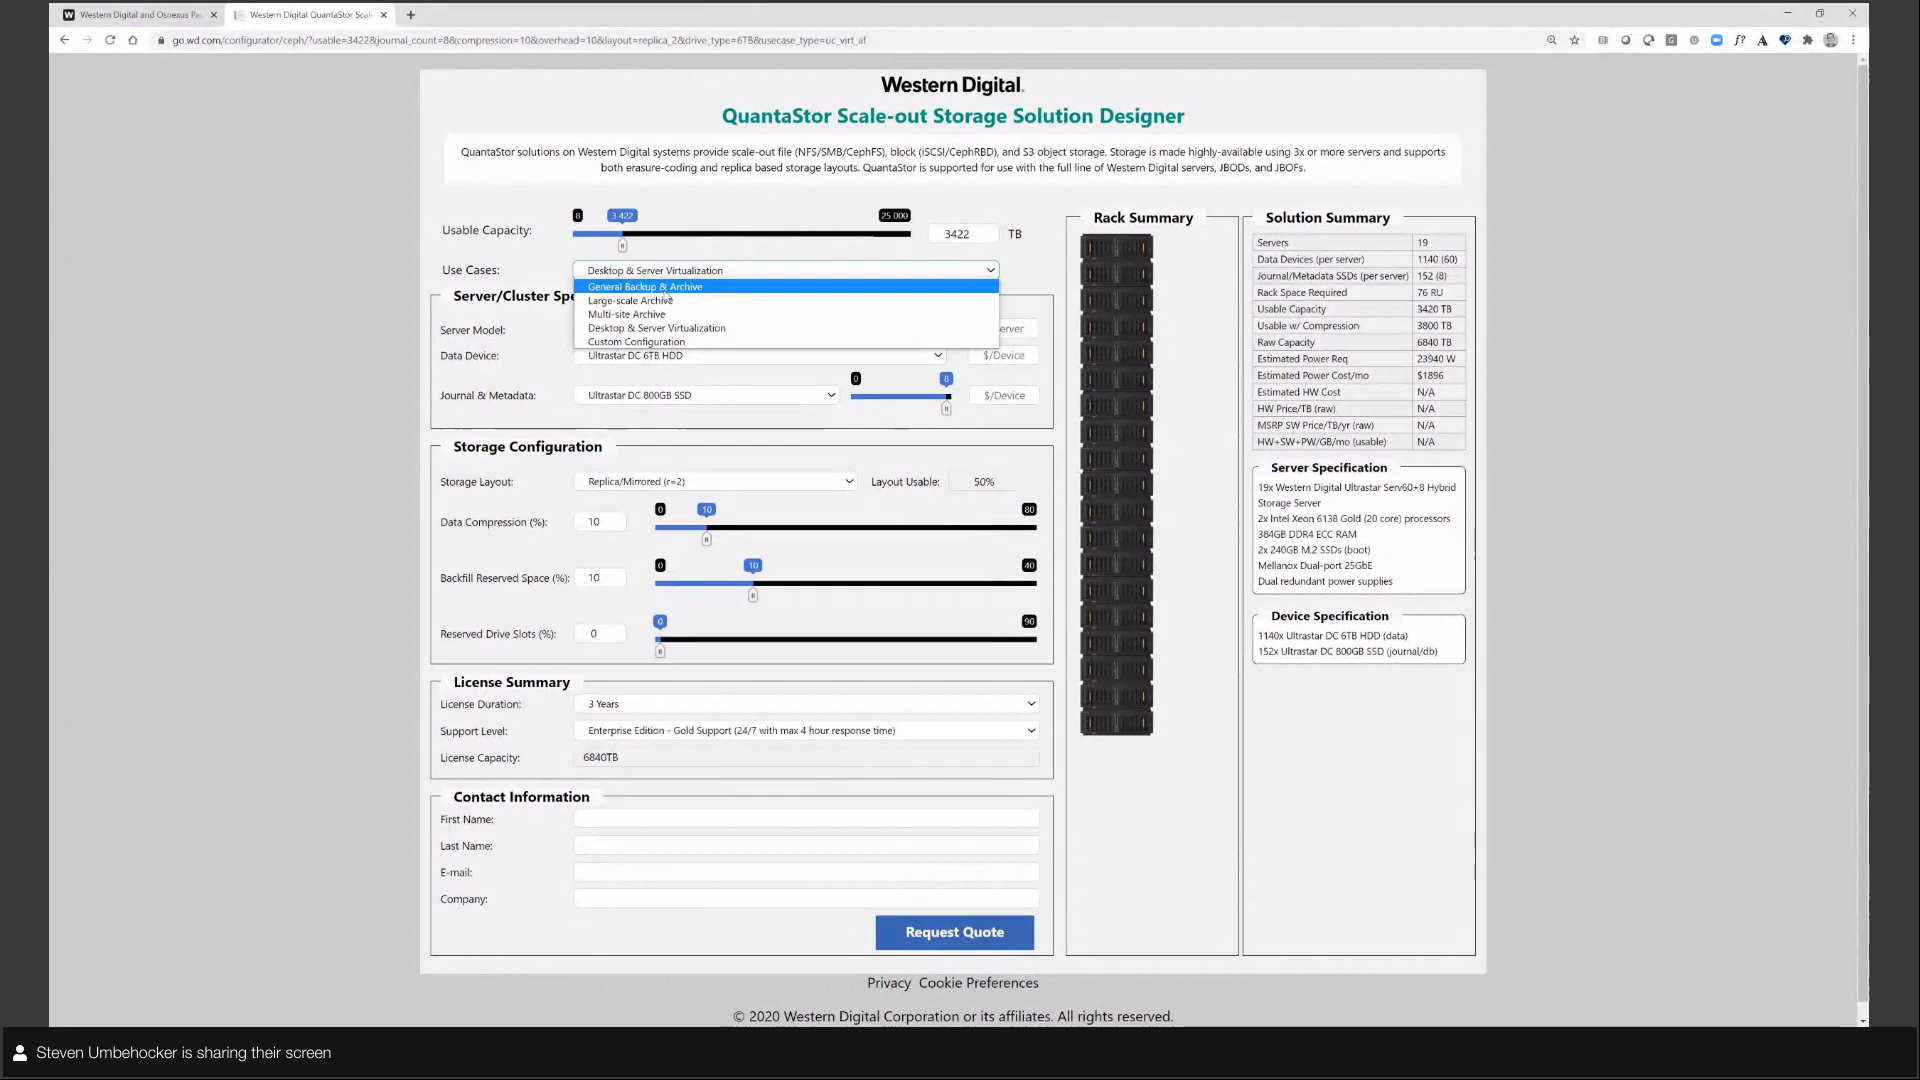 Western Digital and Osnexus Pa
Western Digital QuantaStor Scal
go.wd.com/configurator/ceph/?usable=3422&journal_count=8&compression=10&overhead=10&layout=replica_2&drive_type=6TB&usecase_type=uc_virt_af
Western Digital.
QuantaStor Scale-out Storage Solution Designer
QuantaStor solutions on Western Digital systems provide scale-out file (NFS/SMB/CephFS), block (iSCSI/CephRBD), and S3 object storage. Storage is made highly-available using 3x or more servers and supports
both erasure-coding and replica based storage layouts. QuantaStor is supported for use with the full line of Western Digital servers, JBODs, and JBOFs.
Usable Capacity:
8
3 422
25 000
3422
TB
Use Cases:
Desktop & Server Virtualization
General Backup & Archive
Large-scale Archive
Multi-site Archive
Desktop & Server Virtualization
Custom Configuration
Server/Cluster Spe
Server Model:
erver
Data Device:
Ultrastar DC 6TB HDD
$/Device
Journal & Metadata:
Ultrastar DC 800GB SSD
0
8
$/Device
Storage Configuration
Storage Layout:
Replica/Mirrored (r=2)
Layout Usable:
50%
Data Compression (%):
10
0
10
80
Backfill Reserved Space (%):
10
0
10
40
Reserved Drive Slots (%):
0
0
90
License Summary
License Duration:
3 Years
Support Level:
Enterprise Edition - Gold Support (24/7 with max 4 hour response time)
License Capacity:
6840TB
Contact Information
First Name:
Last Name:
E-mail:
Company:
Request Quote
Rack Summary
Solution Summary
Servers 19
Data Devices (per server) 1140 (60)
Journal/Metadata SSDs (per server) 152 (8)
Rack Space Required 76 RU
Usable Capacity 3420 TB
Usable w/ Compression 3800 TB
Raw Capacity 6840 TB
Estimated Power Req 23940 W
Estimated Power Cost/mo $1896
Estimated HW Cost N/A
HW Price/TB (raw) N/A
MSRP SW Price/TB/yr (raw) N/A
HW+SW+PW/GB/mo (usable) N/A
Server Specification
19x Western Digital Ultrastar Serv60+8 Hybrid
Storage Server
2x Intel Xeon 6138 Gold (20 core) processors
384GB DDR4 ECC RAM
2x 240GB M.2 SSDs (boot)
Mellanox Dual-port 25GbE
Dual redundant power supplies
Device Specification
1140x Ultrastar DC 6TB HDD (data)
152x Ultrastar DC 800GB SSD (journal/db)
Privacy Cookie Preferences
© 2020 Western Digital Corporation or its affiliates. All rights reserved.
Steven Umbehocker is sharing their screen